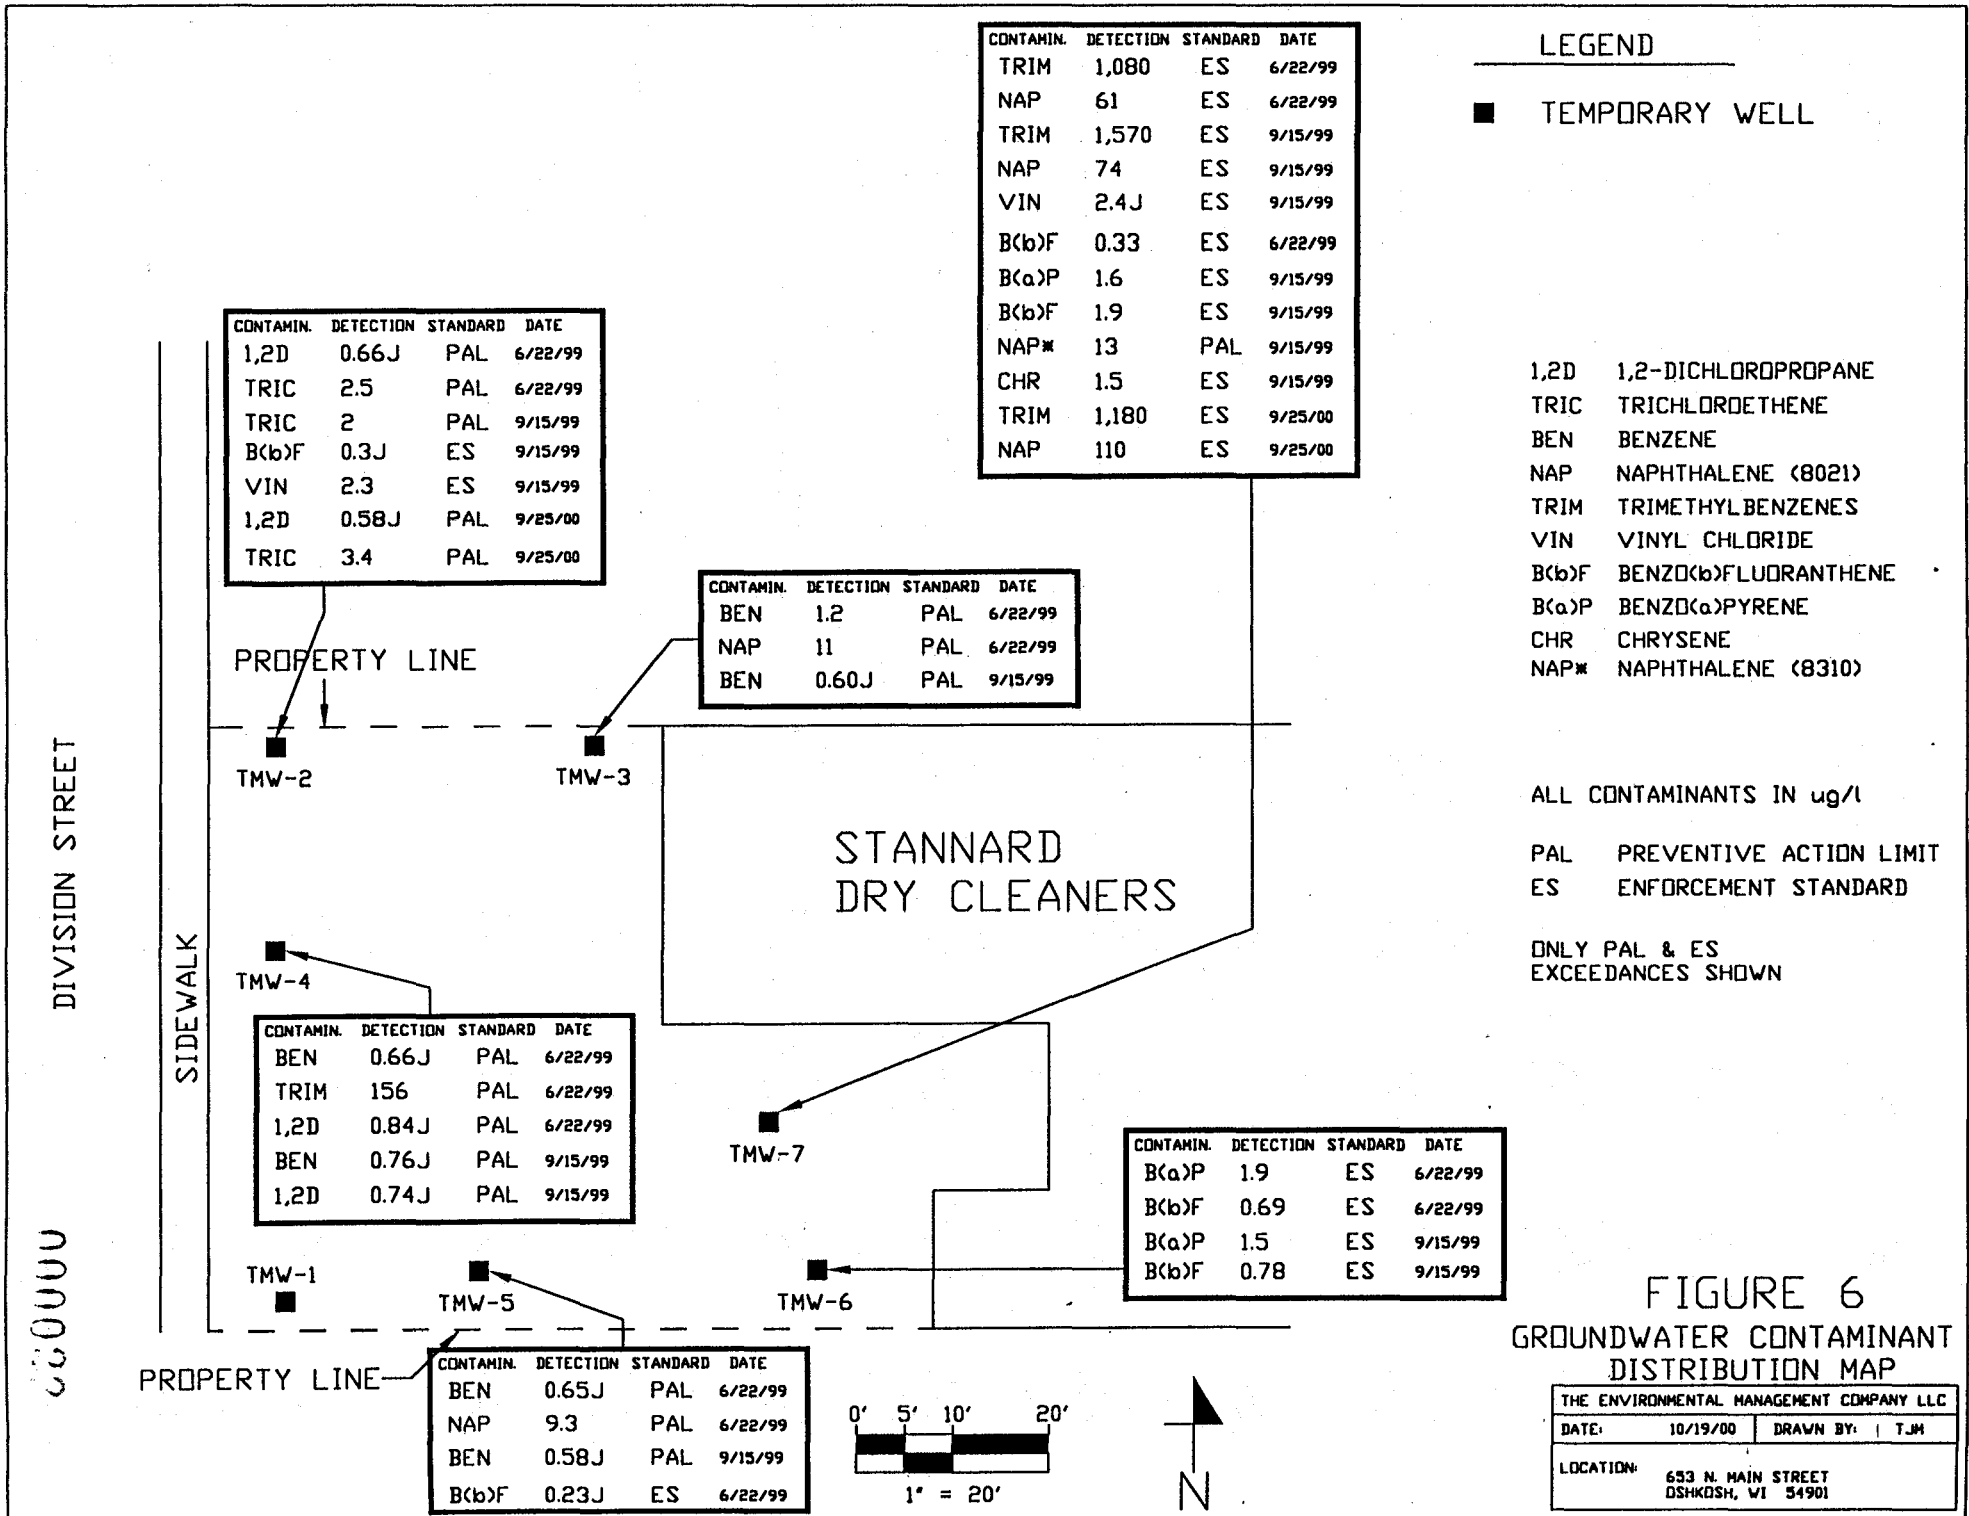 CONTAMIN. DETECTION STANDARD DATE
TRIM 1,080 ES 6/22/99
NAP 61 ES 6/22/99
TRIM 1,570 ES 9/15/99
NAP 74 ES 9/15/99
VIN 2.4J ES 9/15/99
B(b)F 0.33 ES 6/22/99
B(a)P 1.6 ES 9/15/99
B(b)F 1.9 ES 9/15/99
NAP* 13 PAL 9/15/99
CHR 1.5 ES 9/15/99
TRIM 1,180 ES 9/25/00
NAP 110 ES 9/25/00
LEGEND
TEMPORARY WELL
CONTAMIN. DETECTION STANDARD DATE
1,2D 0.66J PAL 6/22/99
TRIC 2.5 PAL 6/22/99
TRIC 2 PAL 9/15/99
B(b)F 0.3J ES 9/15/99
VIN 2.3 ES 9/15/99
1,2D 0.58J PAL 9/25/00
TRIC 3.4 PAL 9/25/00
1,2D 1,2-DICHLOROPROPANE
TRIC TRICHLOROETHENE
BEN BENZENE
NAP NAPHTHALENE (8021)
TRIM TRIMETHYLBENZENES
VIN VINYL CHLORIDE
B(b)F BENZO(b)FLUORANTHENE
B(a)P BENZO(a)PYRENE
CHR CHRYSENE
NAP* NAPHTHALENE (8310)
CONTAMIN. DETECTION STANDARD DATE
BEN 1.2 PAL 6/22/99
NAP 11 PAL 6/22/99
BEN 0.60J PAL 9/15/99
PROPERTY LINE
TMW-2
TMW-3
DIVISION STREET
SIDEWALK
STANNARD
DRY CLEANERS
ALL CONTAMINANTS IN ug/l
PAL PREVENTIVE ACTION LIMIT
ES ENFORCEMENT STANDARD
ONLY PAL & ES
EXCEEDANCES SHOWN
TMW-4
CONTAMIN. DETECTION STANDARD DATE
BEN 0.66J PAL 6/22/99
TRIM 156 PAL 6/22/99
1,2D 0.84J PAL 6/22/99
BEN 0.76J PAL 9/15/99
1,2D 0.74J PAL 9/15/99
TMW-7
CONTAMIN. DETECTION STANDARD DATE
B(a)P 1.9 ES 6/22/99
B(b)F 0.69 ES 6/22/99
B(a)P 1.5 ES 9/15/99
B(b)F 0.78 ES 9/15/99
TMW-1
TMW-5
TMW-6
PROPERTY LINE
CONTAMIN. DETECTION STANDARD DATE
BEN 0.65J PAL 6/22/99
NAP 9.3 PAL 6/22/99
BEN 0.58J PAL 9/15/99
B(b)F 0.23J ES 6/22/99
0' 5' 10' 20'
1" = 20'
N
FIGURE 6
GROUNDWATER CONTAMINANT
DISTRIBUTION MAP
THE ENVIRONMENTAL MANAGEMENT COMPANY LLC
DATE: 10/19/00 DRAWN BY: TJM
LOCATION: 653 N. MAIN STREET
OSHKOSH, WI 54901